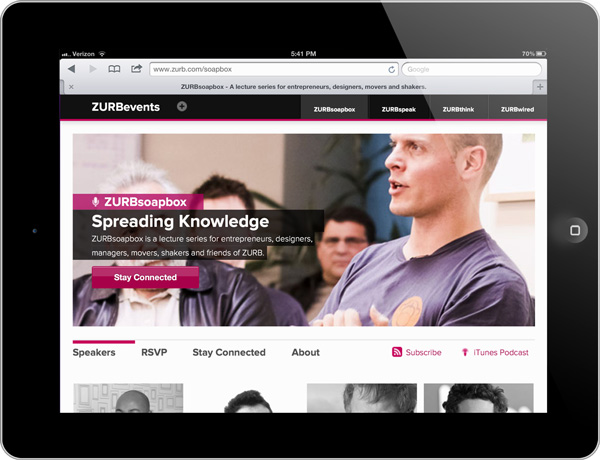 Verizon 5:41 PM 70%
www.zurb.com/soapbox Google
ZURBsoapbox - A lecture series for entrepreneurs, designers, movers and shakers.
ZURBevents ZURBsoapbox ZURBspeak ZURBthink ZURBwired
ZURBsoapbox
Spreading Knowledge
ZURBsoapbox is a lecture series for entrepreneurs, designers,
managers, movers, shakers and friends of ZURB.
Stay Connected
Speakers RSVP Stay Connected About Subscribe iTunes Podcast